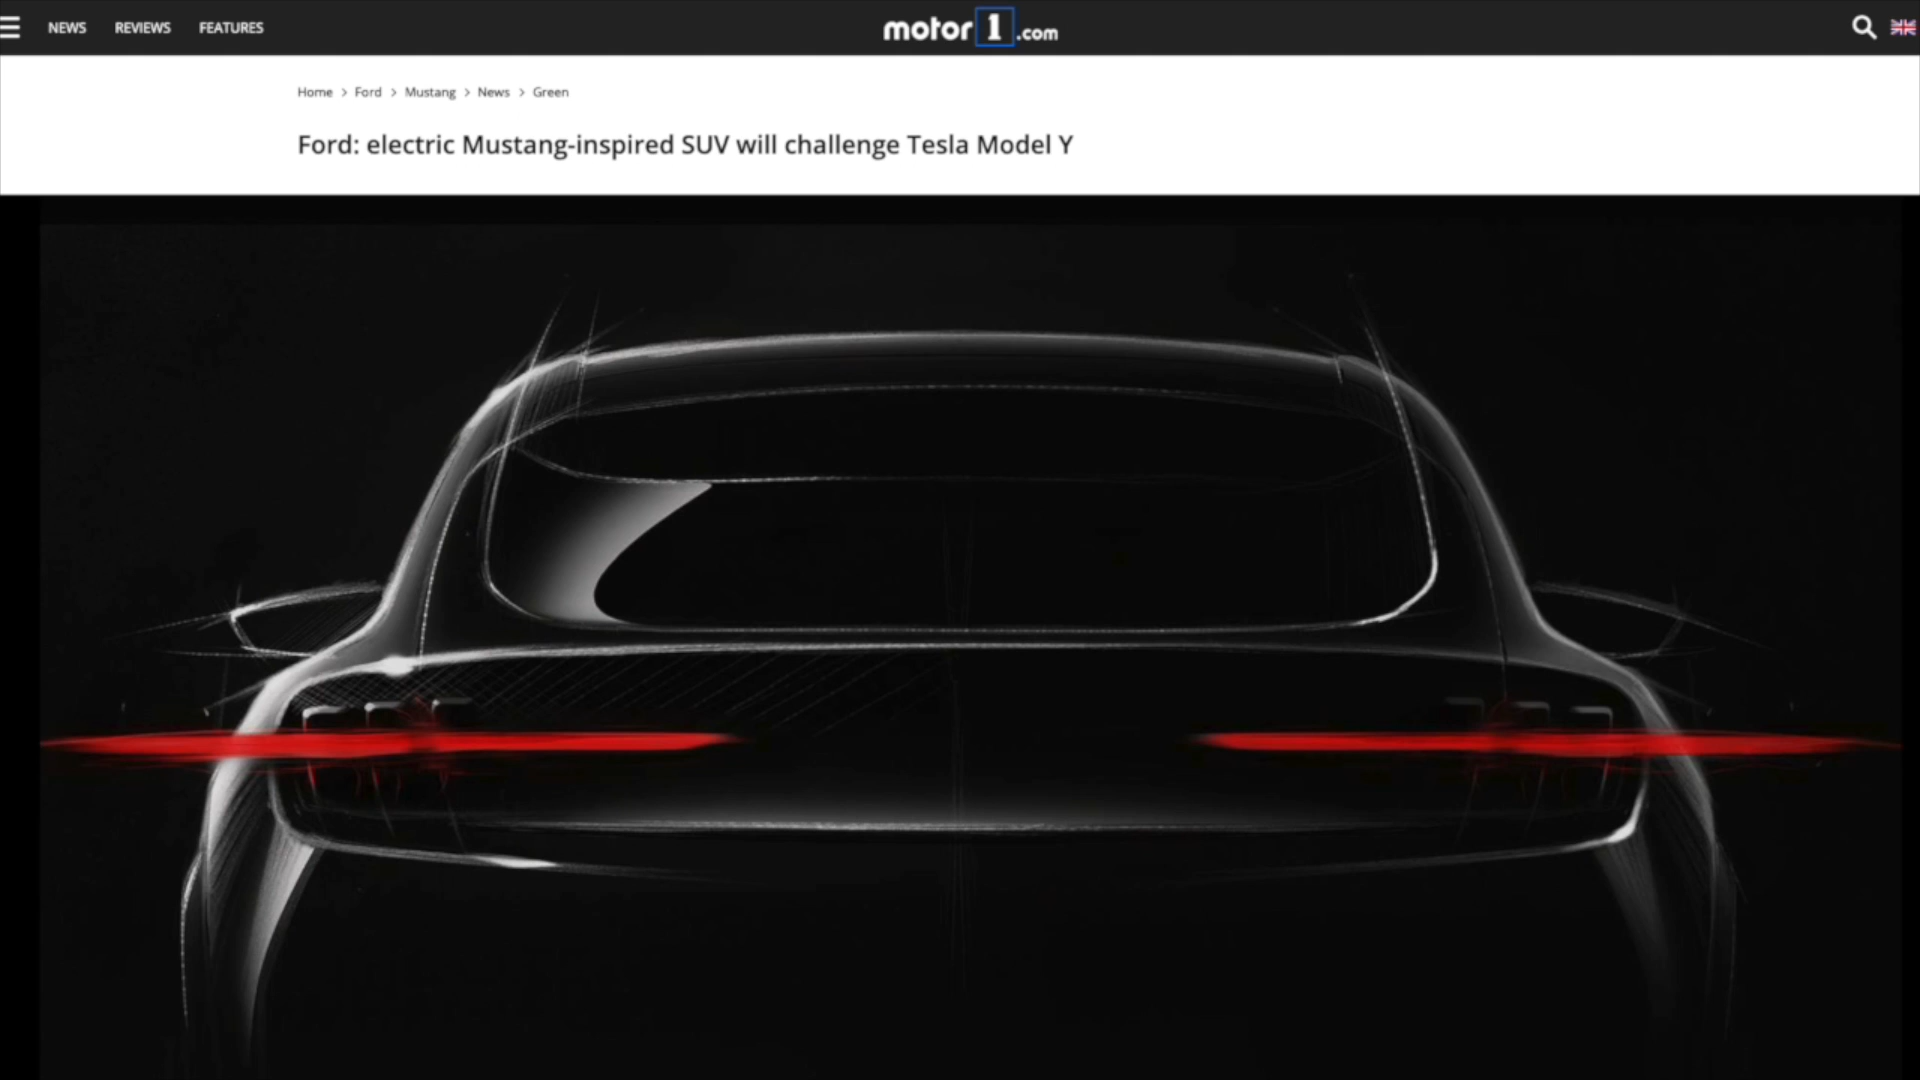 NEWS REVIEWS FEATURES motor1.com
Home > Ford > Mustang > News > Green
Ford: electric Mustang-inspired SUV will challenge Tesla Model Y